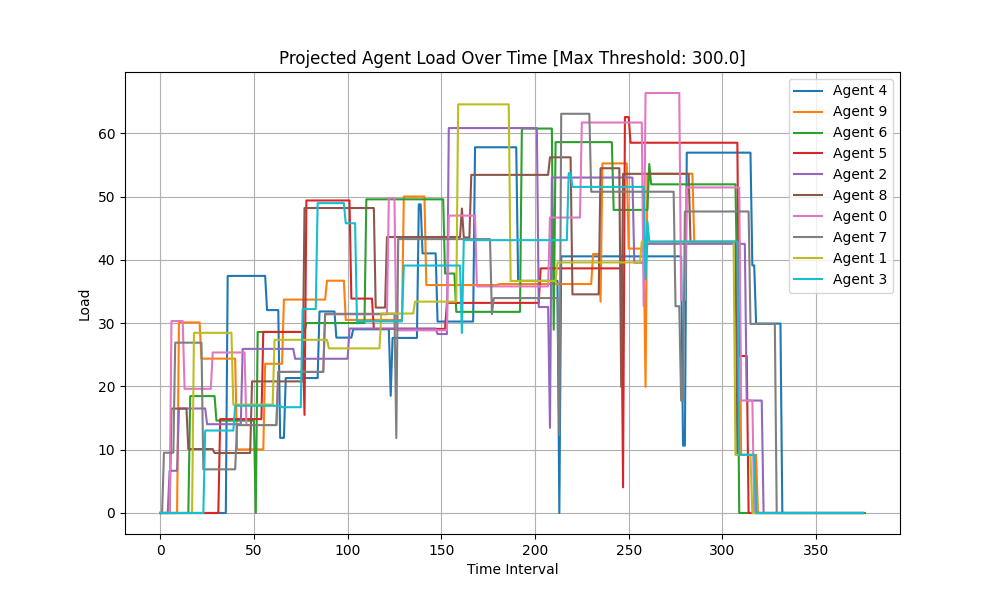 Projected Agent Load Over Time [Max Threshold: 300.0]
Load
60
50
40
30
20
10
0
0 50 100 150 200 250 300 350
Time Interval
Agent 4
Agent 9
Agent 6
Agent 5
Agent 2
Agent 8
Agent 0
Agent 7
Agent 1
Agent 3